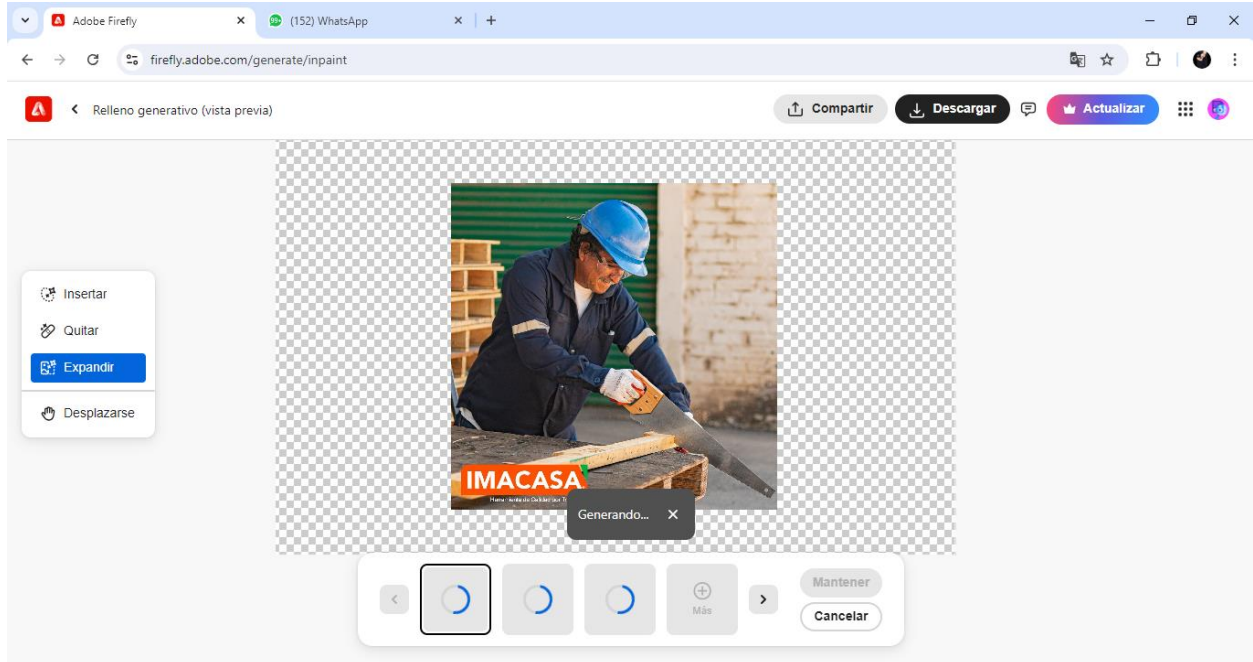 Adobe Firefly
99+
(152) WhatsApp
firefly.adobe.com/generate/inpaint
Relleno generativo (vista previa)
Compartir
Descargar
Actualizar
Insertar
Quitar
Expandir
Desplazarse
IMACASA
Generando...
Más
Mantener
Cancelar